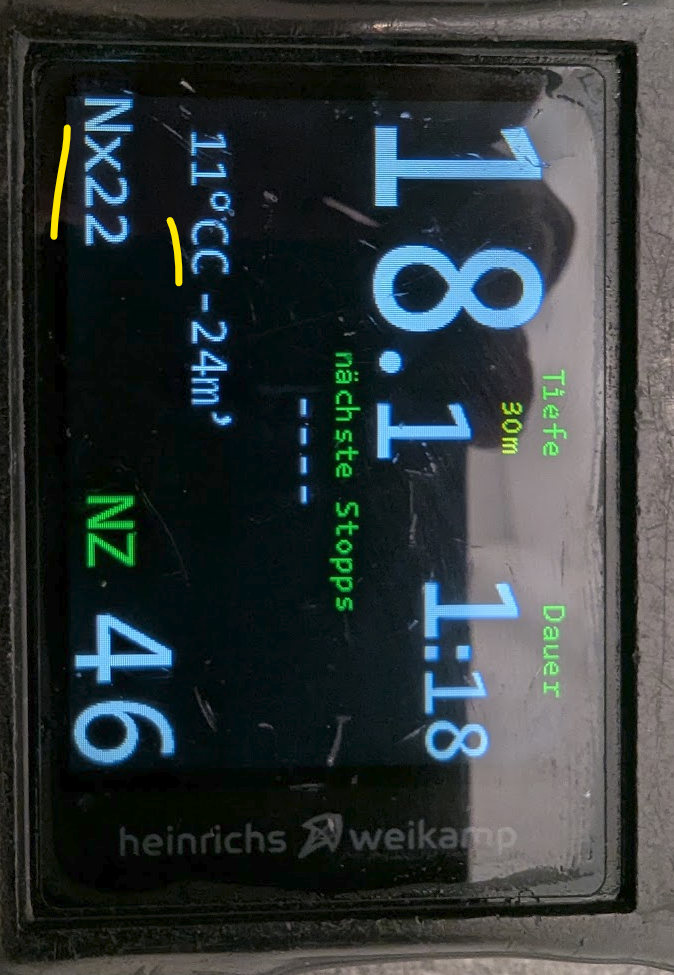 Tiefe Dauer
30m
18.1 1:18
nächste Stopps
----
11°CC -24m'
Nx22 NZ 46
heinrichs weikamp